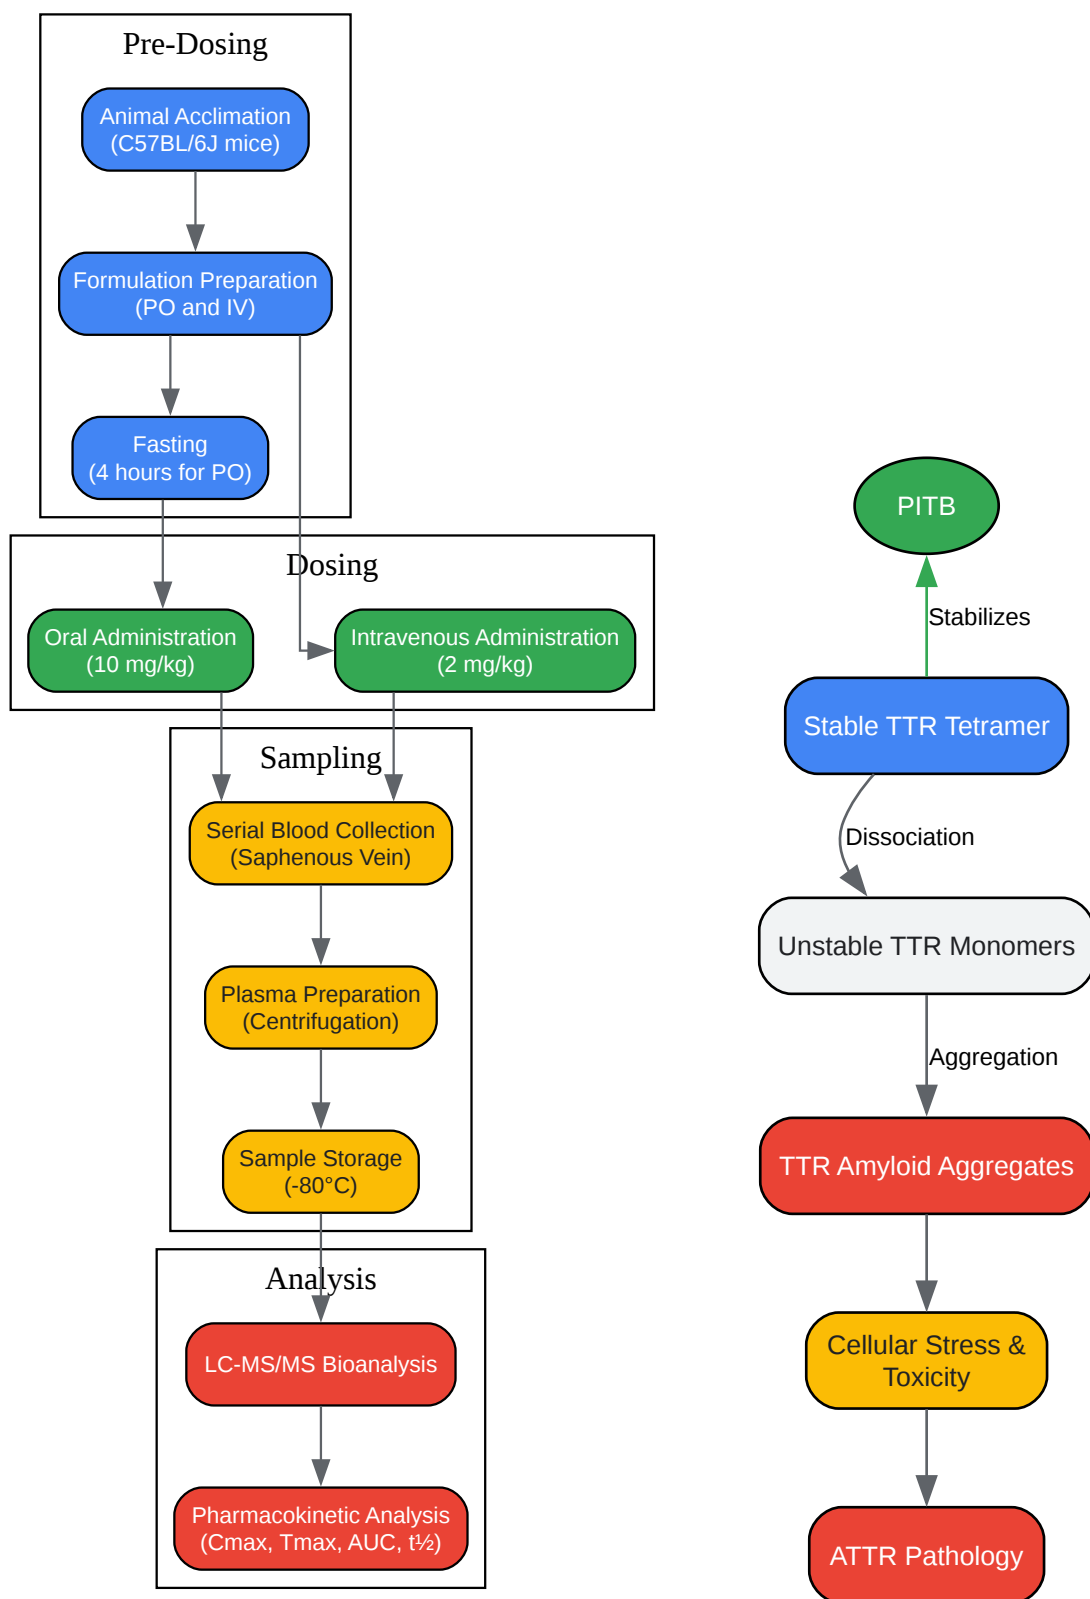 Pre-Dosing
Animal Acclimation
(C57BL/6J mice)
Formulation Preparation
(PO and IV)
Fasting
(4 hours for PO)
Dosing
Oral Administration
(10 mg/kg)
Intravenous Administration
(2 mg/kg)
Sampling
Serial Blood Collection
(Saphenous Vein)
Plasma Preparation
(Centrifugation)
Sample Storage
(-80°C)
Analysis
LC-MS/MS Bioanalysis
Pharmacokinetic Analysis
(Cmax, Tmax, AUC, t½)
PITB
Stabilizes
Stable TTR Tetramer
Dissociation
Unstable TTR Monomers
Aggregation
TTR Amyloid Aggregates
Cellular Stress &
Toxicity
ATTR Pathology